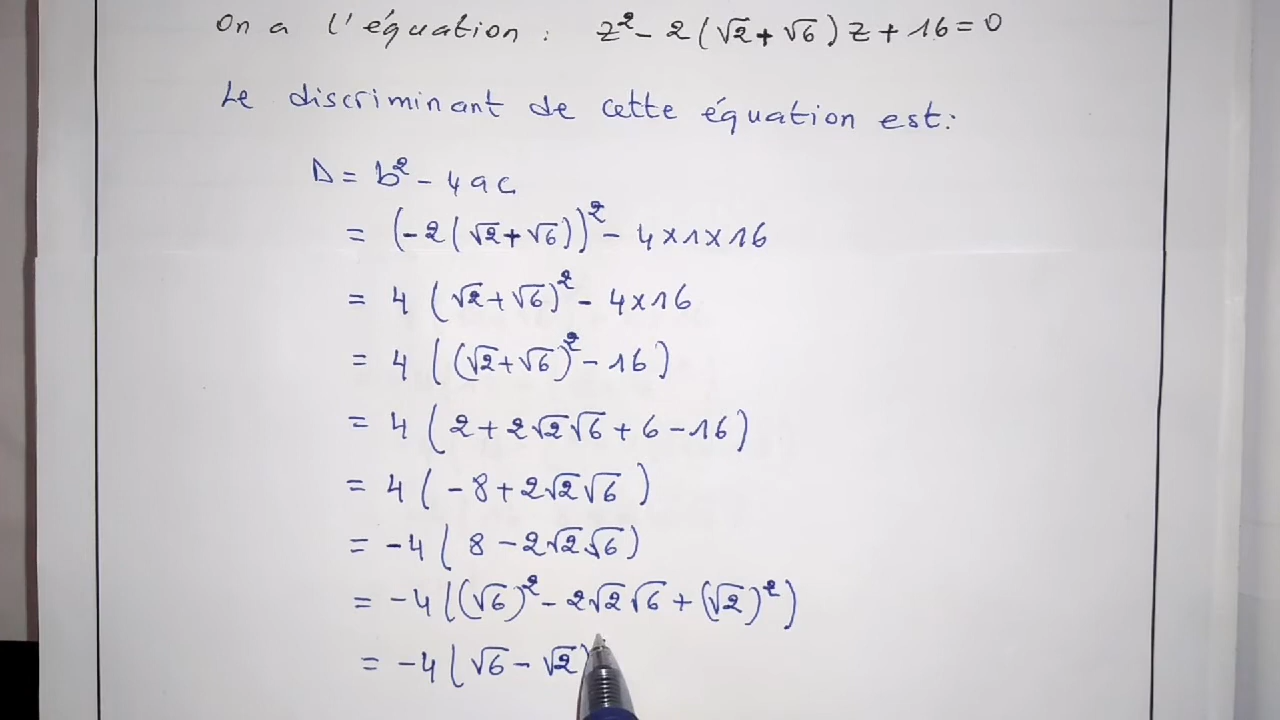 On a l'équation : z² - 2(√2+√6)z + 16 = 0
Le discriminant de cette équation est:
Δ = b² - 4ac
= (-2(√2+√6))² - 4×1×16
= 4(√2+√6)² - 4×16
= 4((√2+√6)² - 16)
= 4(2+2√2√6+6-16)
= 4(-8+2√2√6)
= -4(8-2√2√6)
= -4((√6)² - 2√2√6 + (√2)²)
= -4(√6-√2)